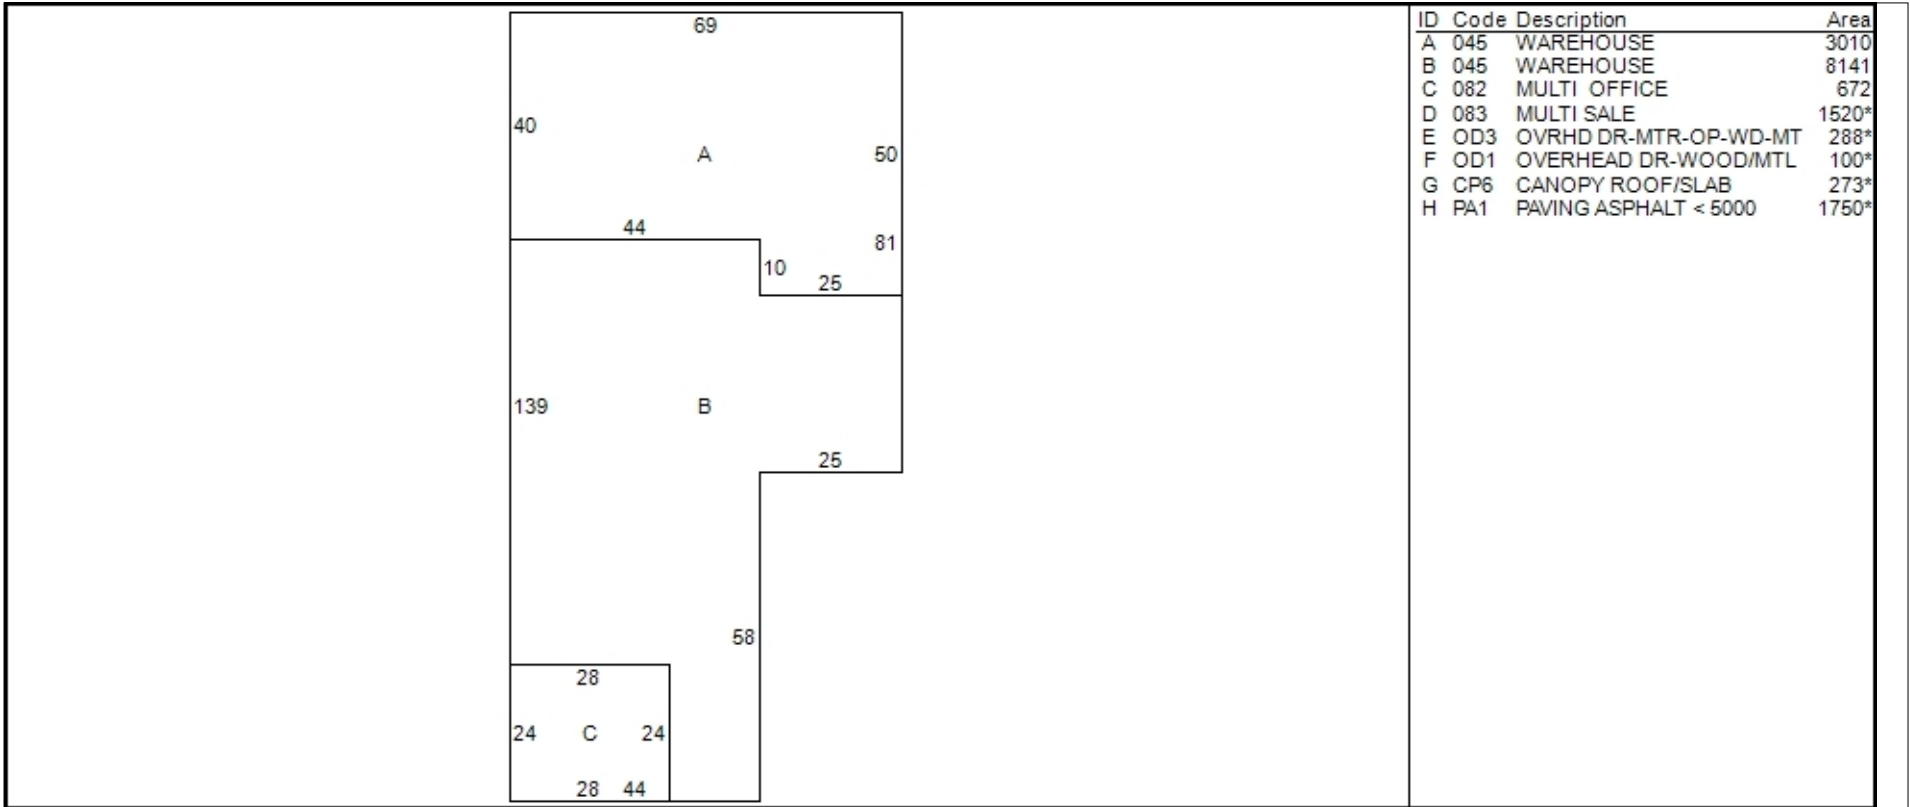 69
40
A
50
44
81
10
25
139
B
25
58
28
24 C 24
28 44
ID Code Description Area
A 045 WAREHOUSE 3010
B 045 WAREHOUSE 8141
C 082 MULTI OFFICE 672
D 083 MULTI SALE 1520*
E OD3 OVRHD DR-MTR-OP-WD-MT 288*
F OD1 OVERHEAD DR-WOOD/MTL 100*
G CP6 CANOPY ROOF/SLAB 273*
H PA1 PAVING ASPHALT < 5000 1750*